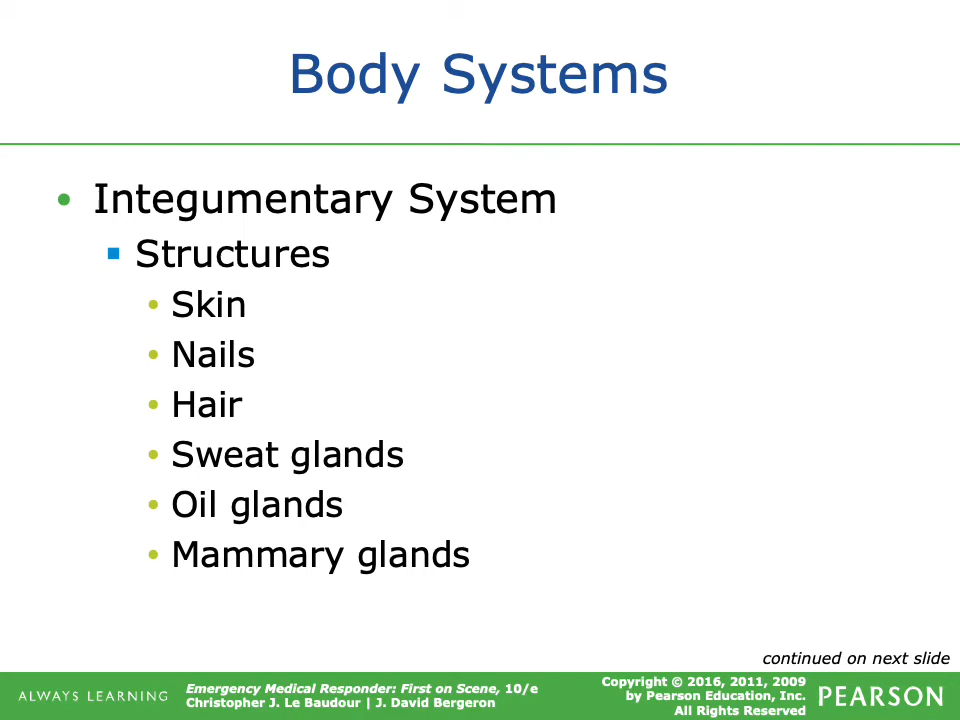 Body Systems
• Integumentary System
▪ Structures
• Skin
• Nails
• Hair
• Sweat glands
• Oil glands
• Mammary glands
continued on next slide
ALWAYS LEARNING
Emergency Medical Responder: First on Scene, 10/e
Christopher J. Le Baudour | J. David Bergeron
Copyright © 2016, 2011, 2009
by Pearson Education, Inc.
All Rights Reserved
PEARSON